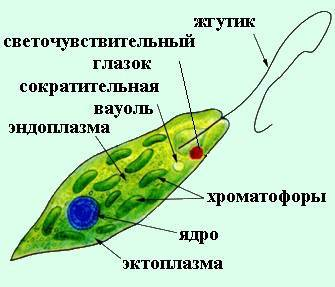 жгутик
светочувствительный
глазок
сократительная
вауоль
эндоплазма
хроматофоры
ядро
эктоплазма